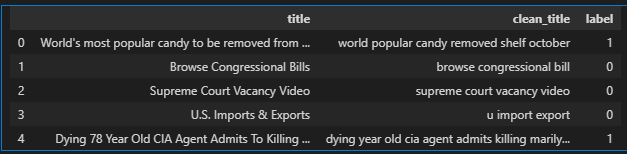 title clean_title label
0 World's most popular candy to be removed from ... world popular candy removed shelf october 1
1 Browse Congressional Bills browse congressional bill 0
2 Supreme Court Vacancy Video supreme court vacancy video 0
3 U.S. Imports & Exports u import export 0
4 Dying 78 Year Old CIA Agent Admits To Killing ... dying year old cia agent admits killing marily... 1